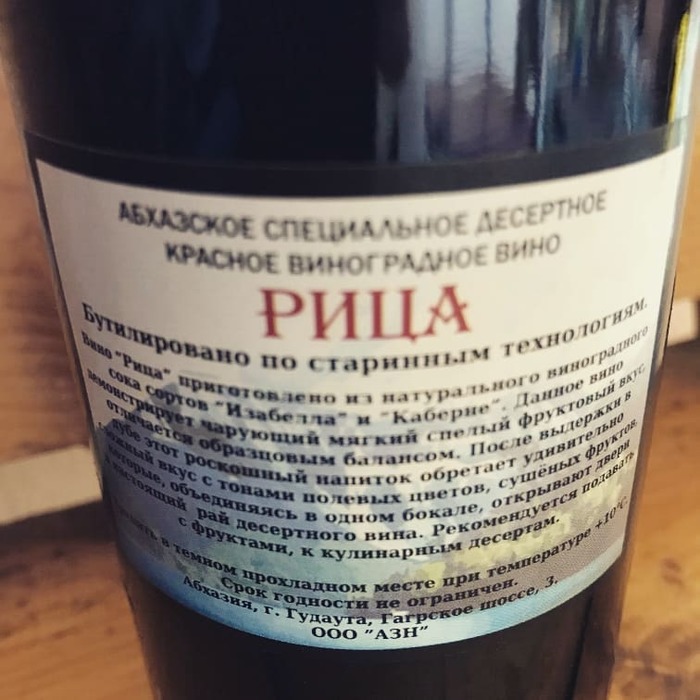 АБХАЗСКОЕ СПЕЦИАЛЬНОЕ ДЕСЕРТНОЕ
КРАСНОЕ ВИНОГРАДНОЕ ВИНО
РИЦА
Бутилировано по старинным технологиям.
Вино "Рица" приготовлено из натурального виноградного
сока сортов "Изабелла" и "Каберне". Данное вино
демонстрирует чарующий мягкий спелый фруктовый вкус,
отличается образцовым балансом. После выдержки в
дубе этот роскошный напиток обретает удивительно
сложный вкус с тонами полевых цветов, сушёных фруктов,
которые, объединяясь в одном бокале, открывают двери
в настоящий рай десертного вина. Рекомендуется подавать
с фруктами, к кулинарным десертам.
в темном прохладном месте при температуре +10°С.
Срок годности не ограничен.
Абхазия, г. Гудаута, Гагрское шоссе, 3.
ООО "АЗН"